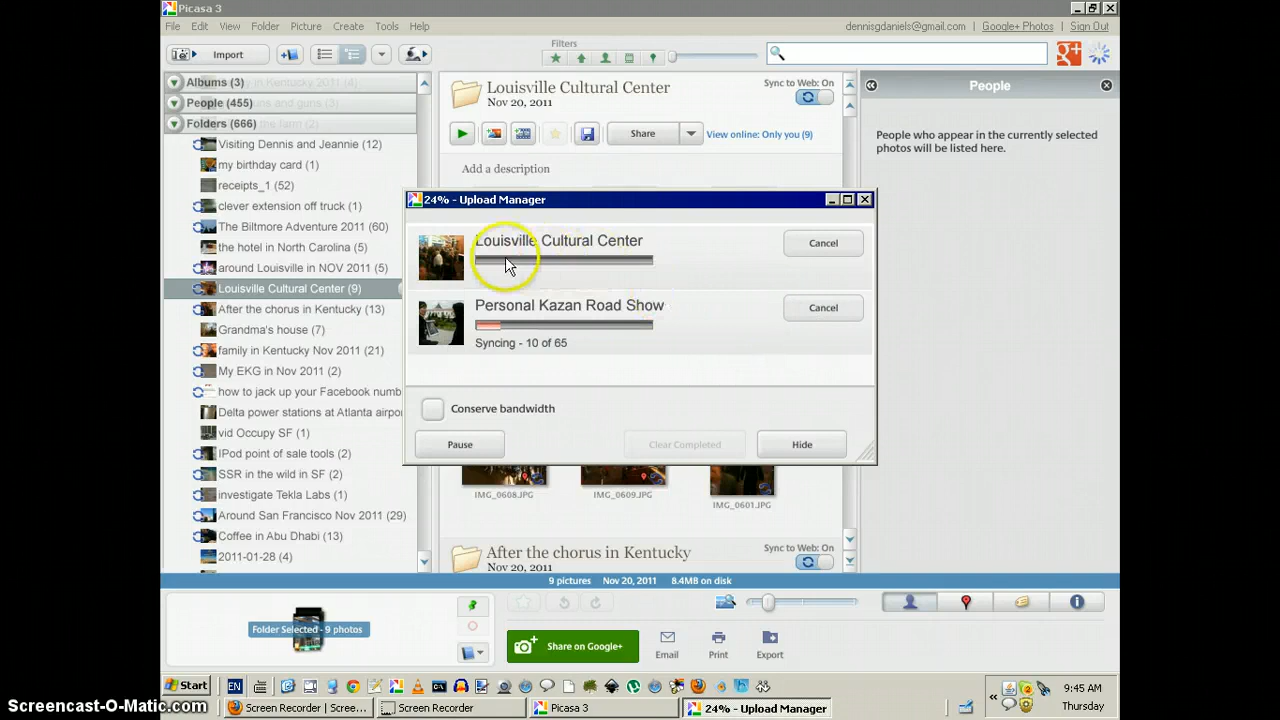 Picasa 3
File Edit View Folder Picture Create Tools Help
dennisgdaniels@gmail.com Google+ Photos Sign Out
Import
Filters
Albums (3)
People (455)
Folders (666)
Visiting Dennis and Jeannie (12)
my birthday card (1)
receipts_1 (52)
clever extension off truck (1)
The Biltmore Adventure 2011 (60)
the hotel in North Carolina (5)
around Louisville in NOV 2011 (5)
Louisville Cultural Center (9)
After the chorus in Kentucky (13)
Grandma's house (7)
family in Kentucky Nov 2011 (21)
My EKG in Nov 2011 (2)
how to jack up your Facebook numb
Delta power stations at Atlanta airpor
vid Occupy SF (1)
IPod point of sale tools (2)
SSR in the wild in SF (2)
investigate Tekla Labs (1)
Around San Francisco Nov 2011 (29)
Coffee in Abu Dhabi (13)
2011-01-28 (4)
Louisville Cultural Center
Nov 20, 2011
Sync to Web: On
Share
View online: Only you (9)
Add a description
24% - Upload Manager
Louisville Cultural Center
Cancel
Personal Kazan Road Show
Cancel
Syncing - 10 of 65
Conserve bandwidth
Pause
Clear Completed
Hide
IMG_0608.JPG
IMG_0609.JPG
IMG_0601.JPG
After the chorus in Kentucky
Nov 20, 2011
Sync to Web: On
People
People who appear in the currently selected
photos will be listed here.
9 pictures Nov 20, 2011 8.4MB on disk
Folder Selected - 9 photos
Share on Google+
Email
Print
Export
Start
EN
9:45 AM
Thursday
Screen Recorder | Scree...
Screen Recorder
Picasa 3
24% - Upload Manager
Screencast-O-Matic.com